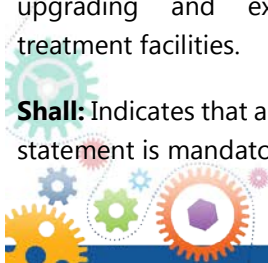 upgrading and ex
treatment facilities.
Shall: Indicates that a
statement is mandato